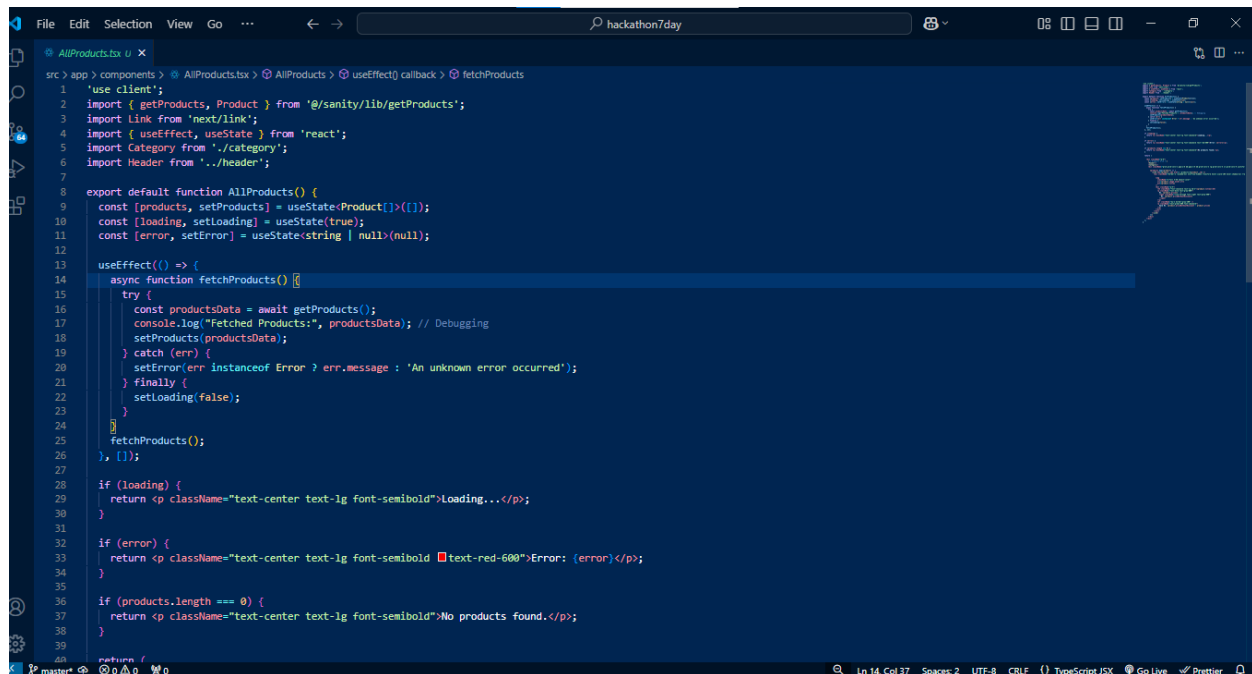 File Edit Selection View Go ··· ← → hackathon7day
AllProducts.tsx U ×
src > app > components > AllProducts.tsx > AllProducts > useEffect() callback > fetchProducts
1 'use client';
2 import { getProducts, Product } from '@/sanity/lib/getProducts';
3 import Link from 'next/link';
4 import { useEffect, useState } from 'react';
5 import Category from './category';
6 import Header from '../header';
7
8 export default function AllProducts() {
9 const [products, setProducts] = useState<Product[]>([]);
10 const [loading, setLoading] = useState(true);
11 const [error, setError] = useState<string | null>(null);
12
13 useEffect(() => {
14 async function fetchProducts() {
15 try {
16 const productsData = await getProducts();
17 console.log("Fetched Products:", productsData); // Debugging
18 setProducts(productsData);
19 } catch (err) {
20 setError(err instanceof Error ? err.message : 'An unknown error occurred');
21 } finally {
22 setLoading(false);
23 }
24 }
25 fetchProducts();
26 }, []);
27
28 if (loading) {
29 return <p className="text-center text-lg font-semibold">Loading...</p>;
30 }
31
32 if (error) {
33 return <p className="text-center text-lg font-semibold text-red-600">Error: {error}</p>;
34 }
35
36 if (products.length === 0) {
37 return <p className="text-center text-lg font-semibold">No products found.</p>;
38 }
39
40 return (
64
master* 0 0 0 Ln 14, Col 37 Spaces: 2 UTF-8 CRLF {} TypeScript JSX Go Live Prettier